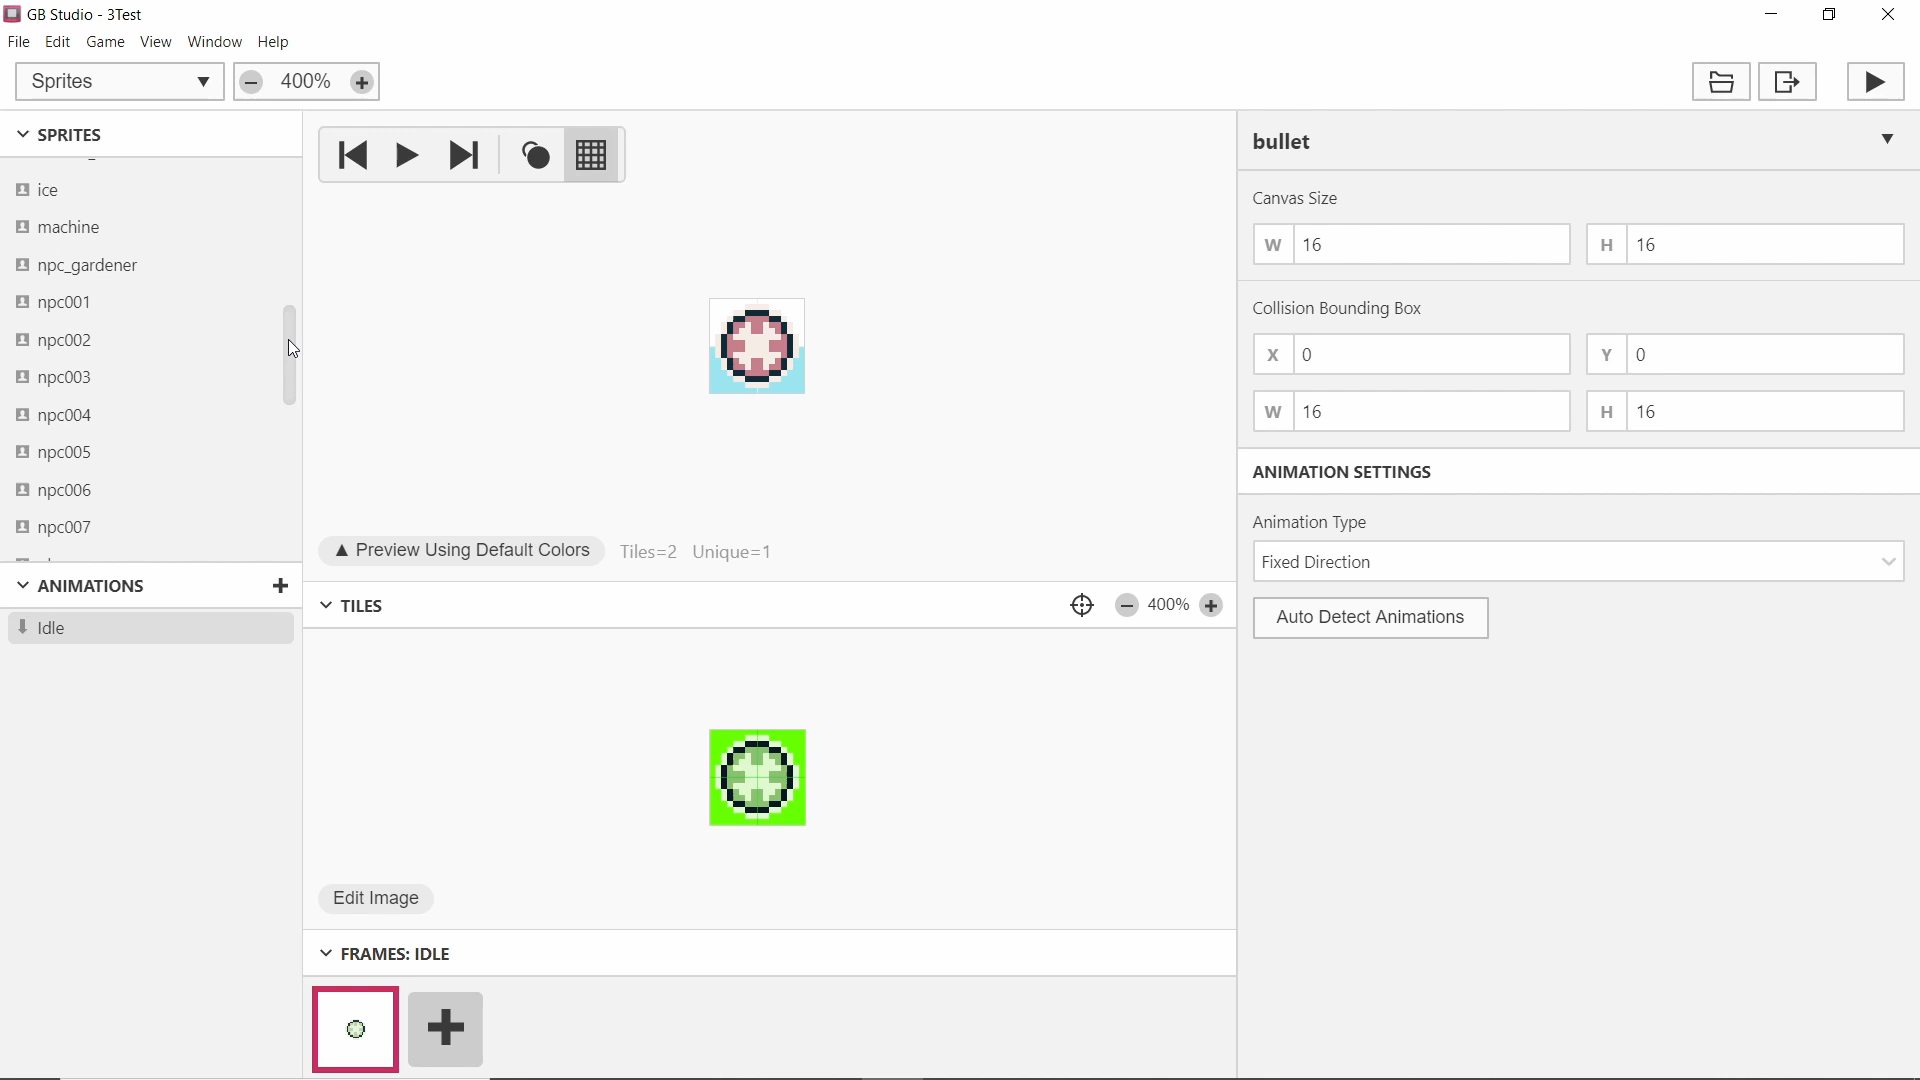 GB Studio - 3Test
File Edit Game View Window Help
Sprites
400%
SPRITES
ice
machine
npc_gardener
npc001
npc002
npc003
npc004
npc005
npc006
npc007
ANIMATIONS
Idle
Preview Using Default Colors Tiles=2 Unique=1
TILES
400%
Edit Image
FRAMES: IDLE
bullet
Canvas Size
W 16 H 16
Collision Bounding Box
X 0 Y 0
W 16 H 16
ANIMATION SETTINGS
Animation Type
Fixed Direction
Auto Detect Animations